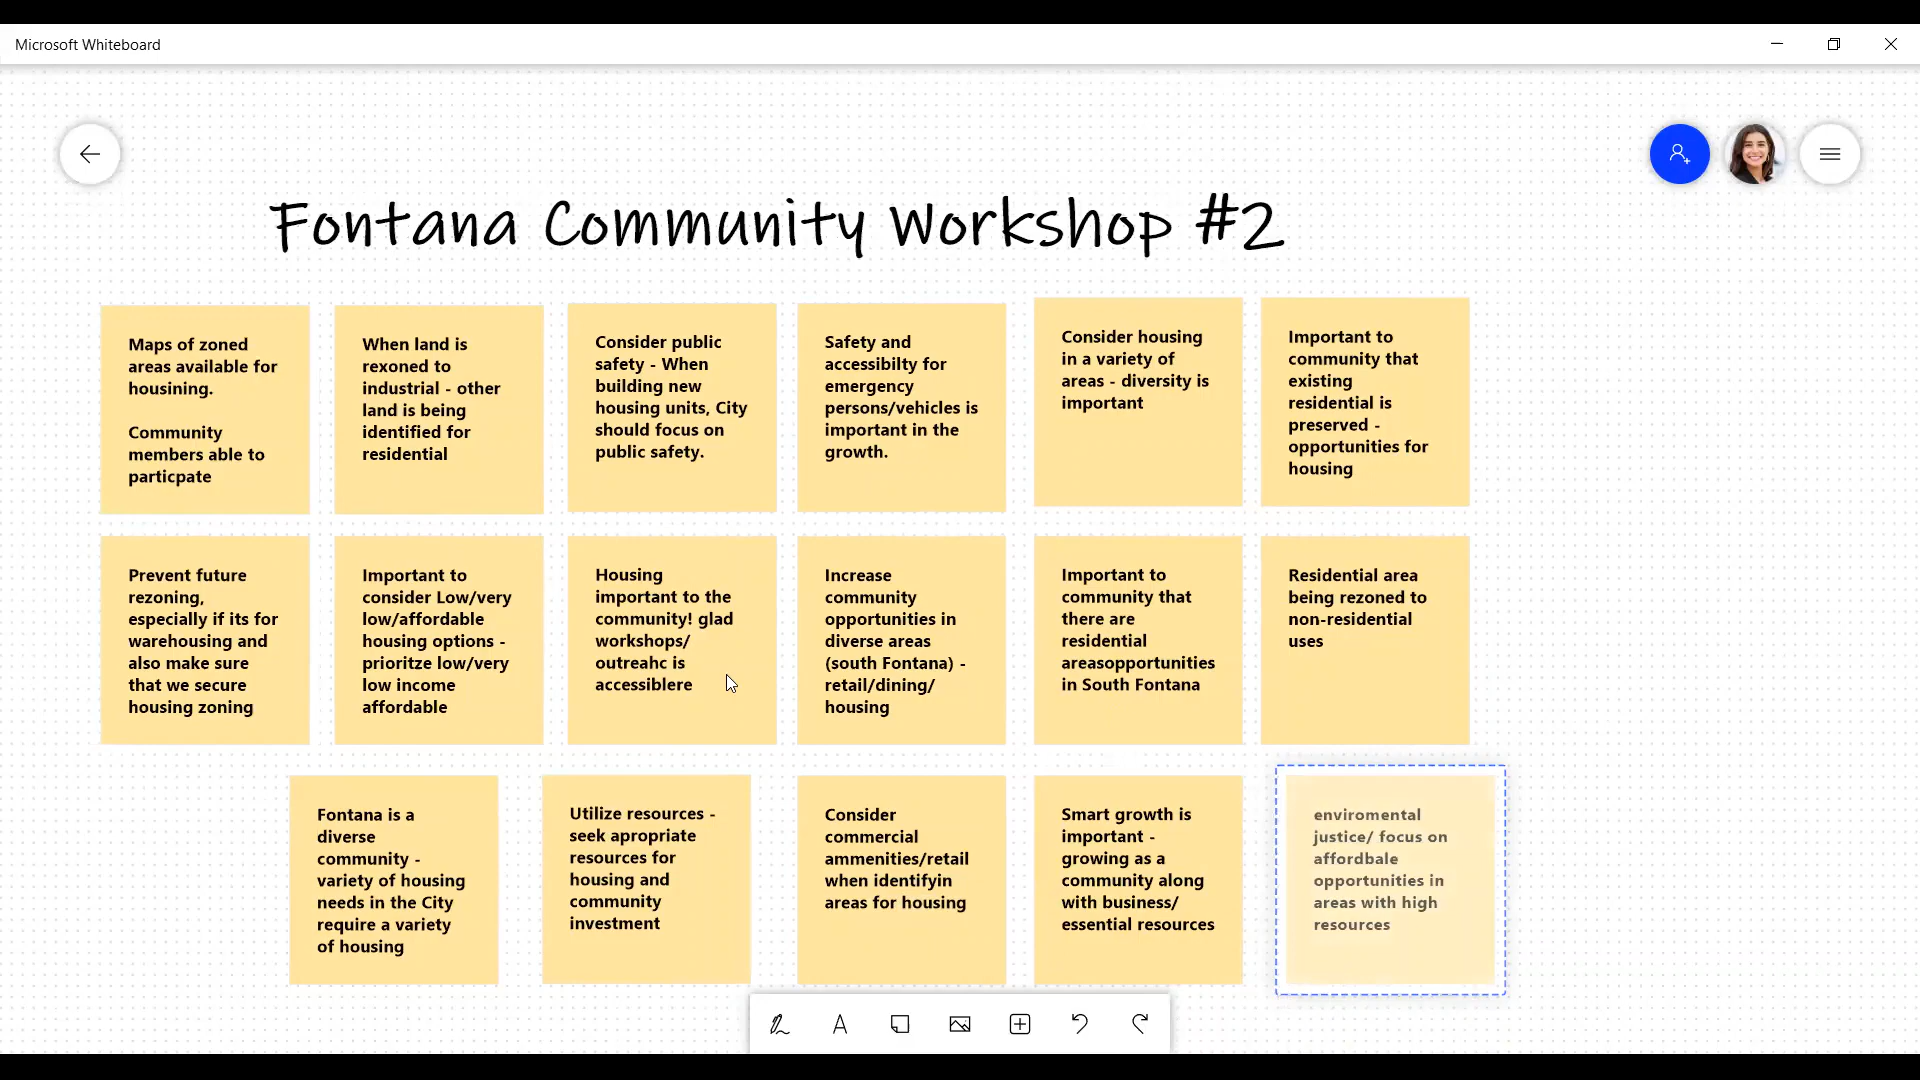 Microsoft Whiteboard
Fontana Community Workshop #2
Maps of zoned
areas available for
housining.
Community
members able to
particpate
When land is
rexoned to
industrial - other
land is being
identified for
residential
Consider public
safety - When
building new
housing units, City
should focus on
public safety.
Safety and
accessibilty for
emergency
persons/vehicles is
important in the
growth.
Consider housing
in a variety of
areas - diversity is
important
Important to
community that
existing
residential is
preserved -
opportunities for
housing
Prevent future
rezoning,
especially if its for
warehousing and
also make sure
that we secure
housing zoning
Important to
consider Low/very
low/affordable
housing options -
prioritze low/very
low income
affordable
Housing
important to the
community! glad
workshops/
outreahc is
accessiblere
Increase
community
opportunities in
diverse areas
(south Fontana) -
retail/dining/
housing
Important to
community that
there are
residential
areasopportunities
in South Fontana
Residential area
being rezoned to
non-residential
uses
Fontana is a
diverse
community -
variety of housing
needs in the City
require a variety
of housing
Utilize resources -
seek apropriate
resources for
housing and
community
investment
Consider
commercial
ammenities/retail
when identifyin
areas for housing
Smart growth is
important -
growing as a
community along
with business/
essential resources
enviromental
justice/ focus on
affordbale
opportunities in
areas with high
resources